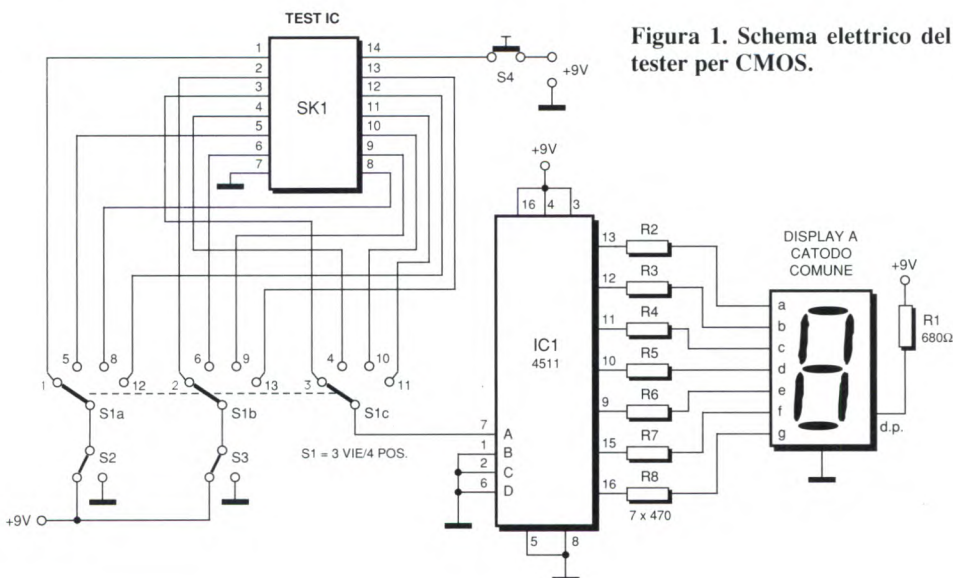 TEST IC
Figura 1. Schema elettrico del
tester per CMOS.
1
2
3
4
5
6
7
SK1
14
13
12
11
10
9
8
S4
+9V
+9V
16 4 3
IC1
4511
13 R2
12 R3
11 R4
10 R5
9 R6
15 R7
16 R8
7 x 470
DISPLAY A
CATODO
COMUNE
a
b
c
d
e
f
g
+9V
R1
680Ω
d.p.
5 8 6 9 4 10
1 12 2 13 3 11
S1a S1b S1c
S1 = 3 VIE/4 POS.
S2 S3
+9V
7 A
1 B
2 C
6 D
5 8